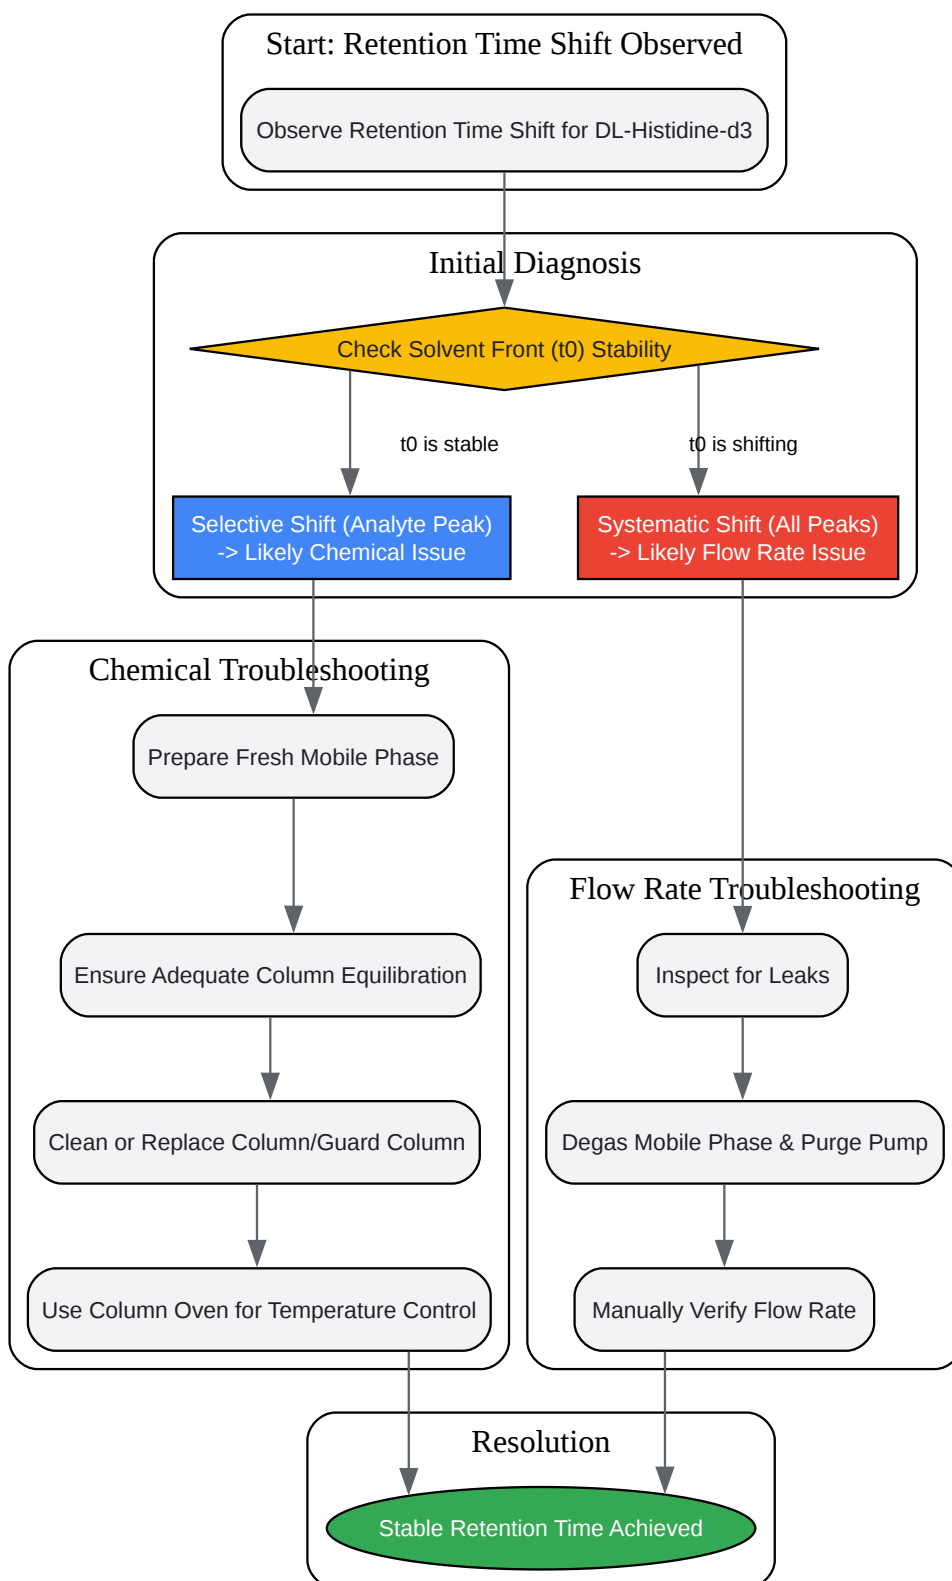 Start: Retention Time Shift Observed
Observe Retention Time Shift for DL-Histidine-d3
Initial Diagnosis
Check Solvent Front (t0) Stability
t0 is stable
t0 is shifting
Selective Shift (Analyte Peak)
-> Likely Chemical Issue
Systematic Shift (All Peaks)
-> Likely Flow Rate Issue
Chemical Troubleshooting
Prepare Fresh Mobile Phase
Ensure Adequate Column Equilibration
Clean or Replace Column/Guard Column
Use Column Oven for Temperature Control
Flow Rate Troubleshooting
Inspect for Leaks
Degas Mobile Phase & Purge Pump
Manually Verify Flow Rate
Resolution
Stable Retention Time Achieved